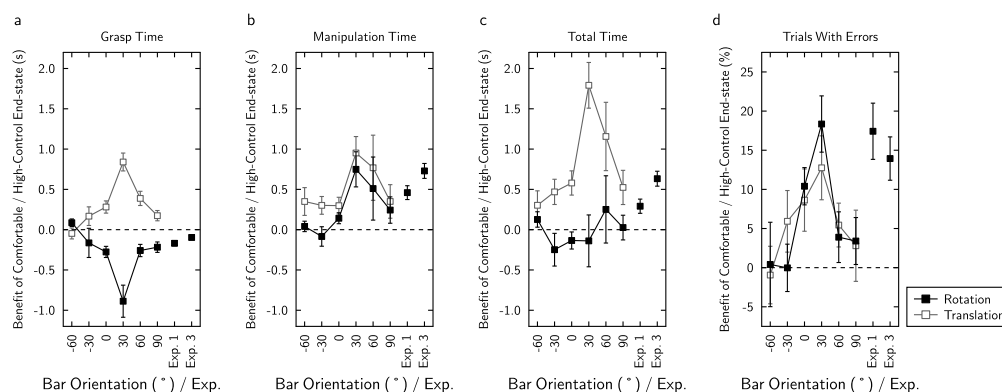 a
Grasp Time
Benefit of Comfortable / High-Control End-state (s)
2.0
1.5
1.0
0.5
0.0
-0.5
-1.0
-60
-30
0
30
60
90
Exp. 1
Exp. 3
Bar Orientation (°) / Exp.
b
Manipulation Time
Benefit of Comfortable / High-Control End-state (s)
2.0
1.5
1.0
0.5
0.0
-0.5
-1.0
-60
-30
0
30
60
90
Exp. 1
Exp. 3
Bar Orientation (°) / Exp.
c
Total Time
Benefit of Comfortable / High-Control End-state (s)
2.0
1.5
1.0
0.5
0.0
-0.5
-1.0
-60
-30
0
30
60
90
Exp. 1
Exp. 3
Bar Orientation (°) / Exp.
d
Trials With Errors
Benefit of Comfortable / High-Control End-state (%)
25
20
15
10
5
0
-5
-60
-30
0
30
60
90
Exp. 1
Exp. 3
Bar Orientation (°) / Exp.
Rotation
Translation